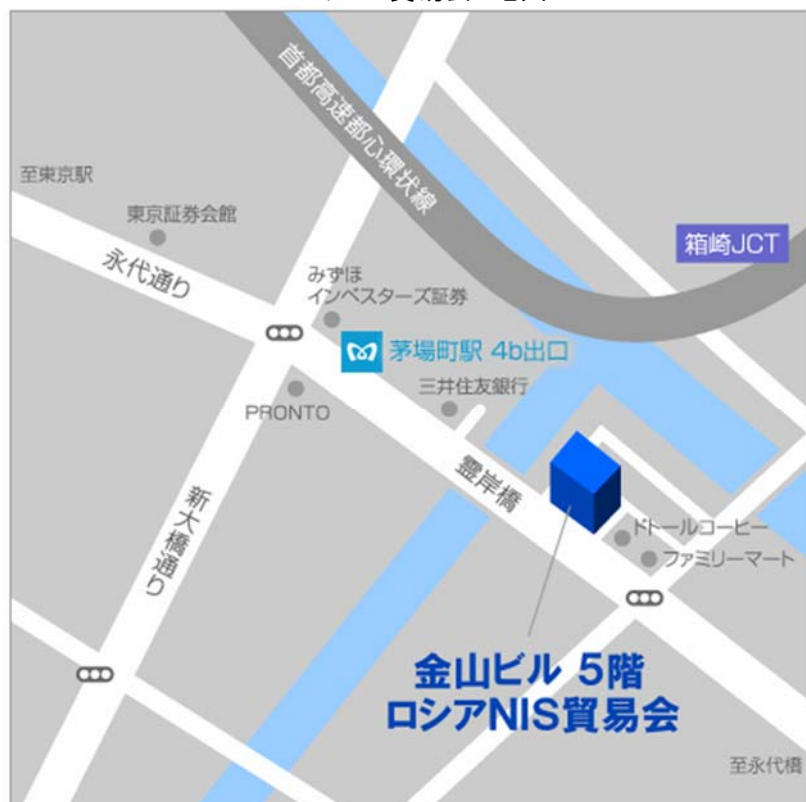 首都高速都心環状線
至東京駅
東京証券会館
永代通り
箱崎JCT
みずほ
インベスターズ証券
茅場町駅 4b出口
三井住友銀行
PRONTO
霊岸橋
新大橋通り
ドトールコーヒー
ファミリーマート
金山ビル 5階
ロシアNIS貿易会
至永代橋